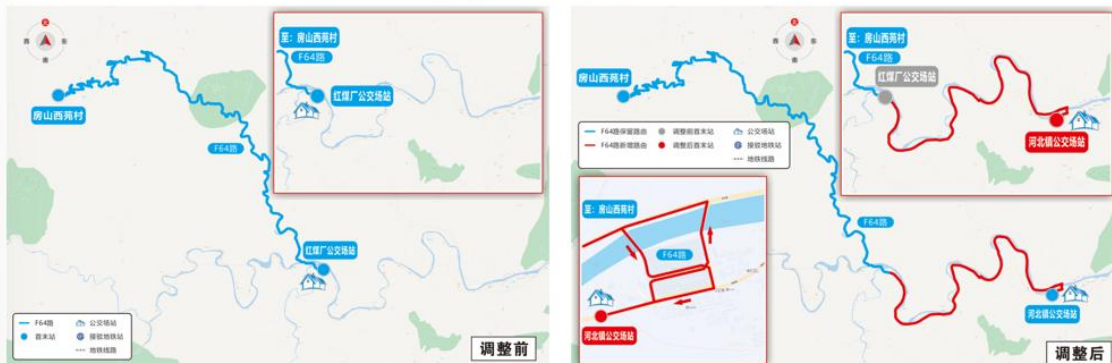 北
西
东
南
房山西苑村
F64路
至：房山西苑村
F64路
红煤厂公交场站
红煤厂公交场站
F64路
首末站
公交场站
接驳地铁站
地铁线路
调整前
北
西
东
南
房山西苑村
至：房山西苑村
F64路
红煤厂公交场站
河北镇公交场站
F64路保留路由
F64路新增路由
调整前首末站
调整后首末站
公交场站
接驳地铁站
地铁线路
至：房山西苑村
F64路
河北镇公交场站
F64路
河北镇公交场站
调整后